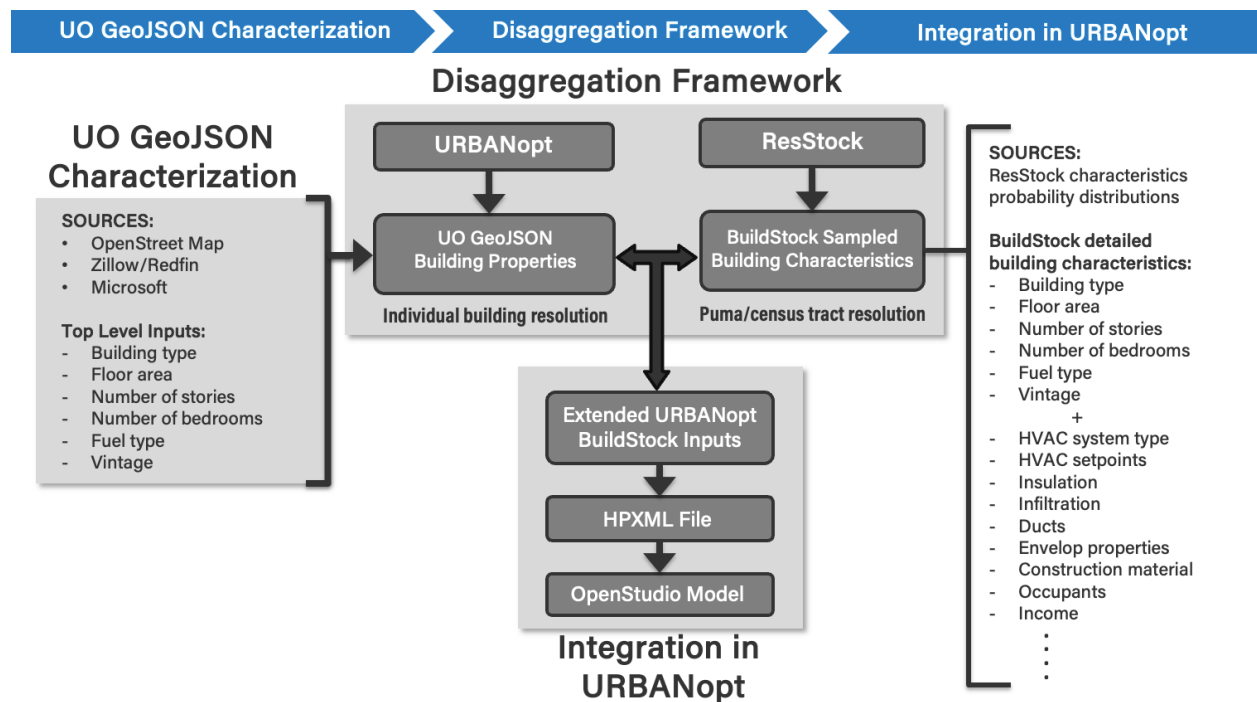 UO GeoJSON Characterization
Disaggregation Framework
Integration in URBANopt
Disaggregation Framework
UO GeoJSON
Characterization
SOURCES:
• OpenStreet Map
• Zillow/Redfin
• Microsoft
Top Level Inputs:
- Building type
- Floor area
- Number of stories
- Number of bedrooms
- Fuel type
- Vintage
URBANopt
ResStock
UO GeoJSON
Building Properties
BuildStock Sampled
Building Characteristics
Individual building resolution
Puma/census tract resolution
Extended URBANopt
BuildStock Inputs
HPXML File
OpenStudio Model
Integration in
URBANopt
SOURCES:
ResStock characteristics
probability distributions
BuildStock detailed
building characteristics:
- Building type
- Floor area
- Number of stories
- Number of bedrooms
- Fuel type
- Vintage
+
- HVAC system type
- HVAC setpoints
- Insulation
- Infiltration
- Ducts
- Envelop properties
- Construction material
- Occupants
- Income